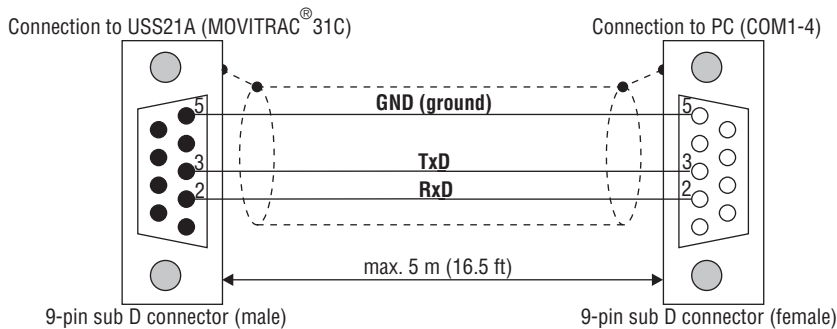 Connection to USS21A (MOVITRAC® 31C)
Connection to PC (COM1-4)
5
GND (ground)
5
3
TxD
3
2
RxD
2
max. 5 m (16.5 ft)
9-pin sub D connector (male)
9-pin sub D connector (female)